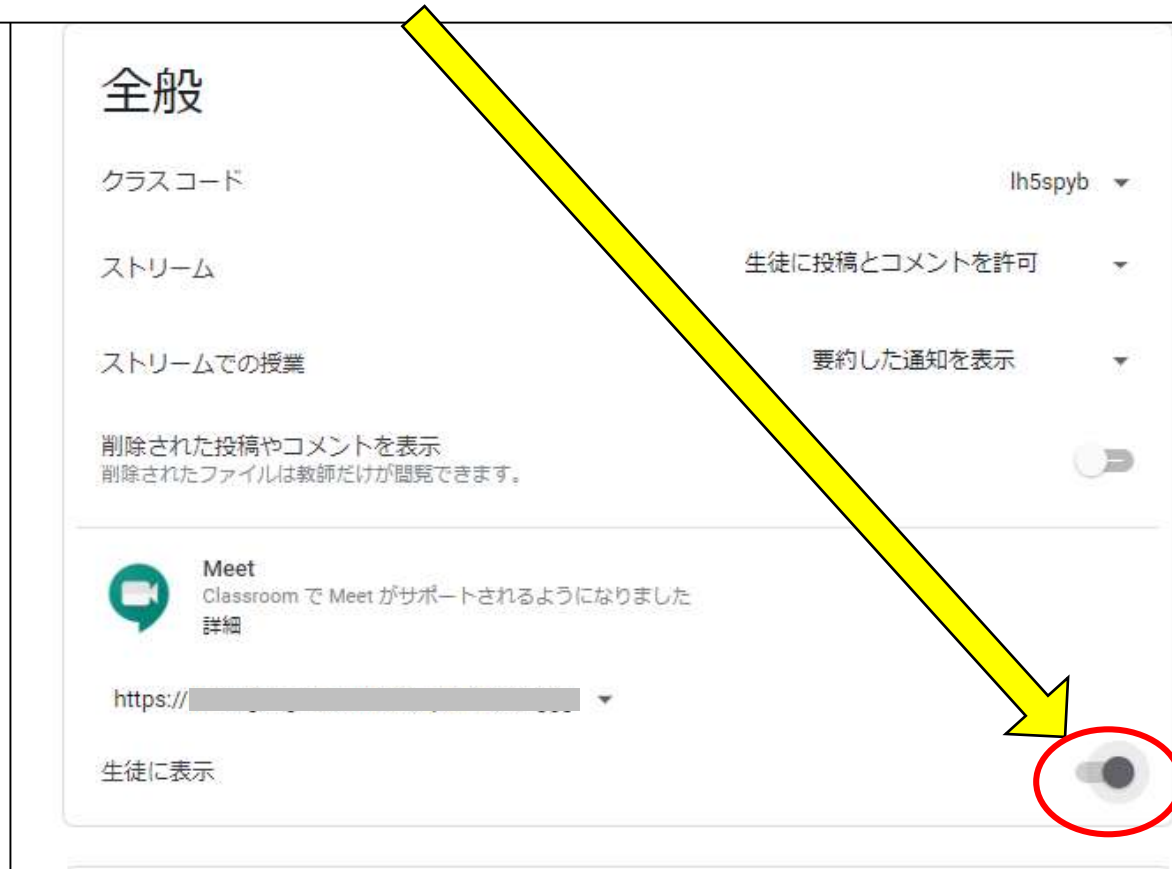 全般
クラス コード
lh5spyb
ストリーム
生徒に投稿とコメントを許可
ストリームでの授業
要約した通知を表示
削除された投稿やコメントを表示
削除されたファイルは教師だけが閲覧できます。
Meet
Classroom で Meet がサポートされるようになりました
詳細
https://
生徒に表示